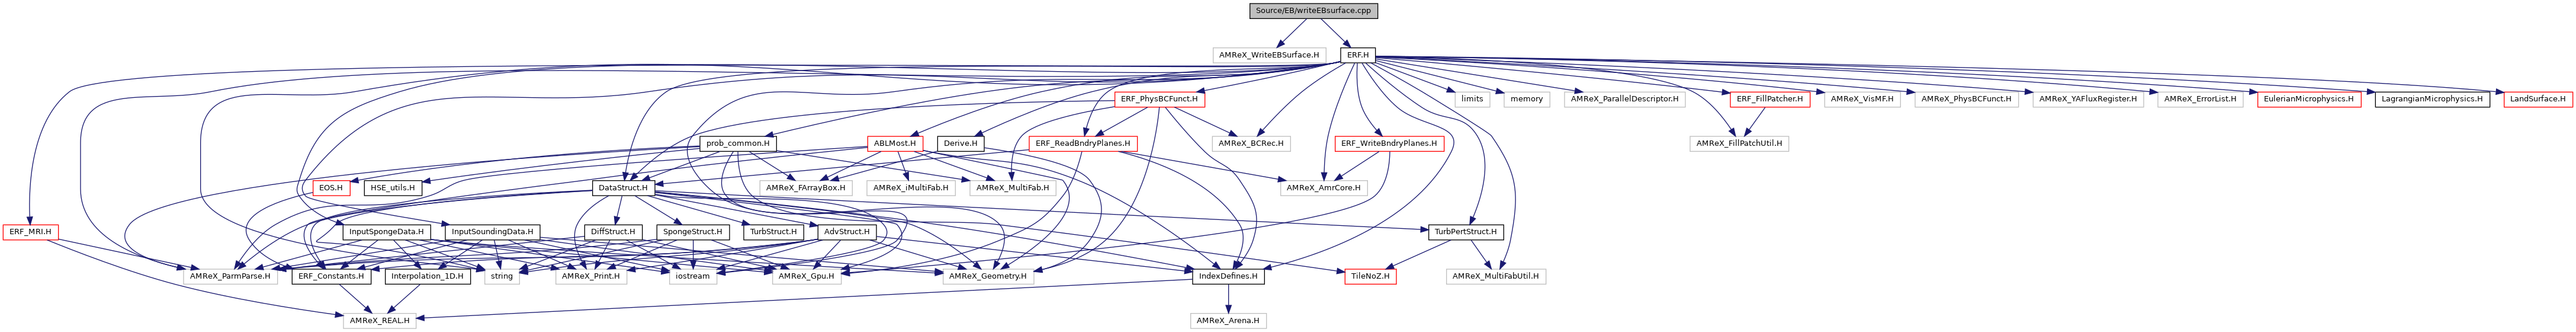 Source/EB/writeEBsurface.cpp
AMReX_WriteEBSurface.H
ERF.H
ERF_PhysBCFunct.H
limits
memory
AMReX_ParallelDescriptor.H
ERF_FillPatcher.H
AMReX_VisMF.H
AMReX_PhysBCFunct.H
AMReX_YAFluxRegister.H
AMReX_ErrorList.H
EulerianMicrophysics.H
LagrangianMicrophysics.H
LandSurface.H
prob_common.H
ABLMost.H
Derive.H
ERF_ReadBndryPlanes.H
AMReX_BCRec.H
ERF_WriteBndryPlanes.H
AMReX_FillPatchUtil.H
EOS.H
HSE_utils.H
DataStruct.H
AMReX_FArrayBox.H
AMReX_iMultiFab.H
AMReX_MultiFab.H
AMReX_AmrCore.H
ERF_MRI.H
InputSpongeData.H
InputSoundingData.H
DiffStruct.H
SpongeStruct.H
TurbStruct.H
AdvStruct.H
TurbPertStruct.H
AMReX_ParmParse.H
ERF_Constants.H
Interpolation_1D.H
string
AMReX_Print.H
iostream
AMReX_Gpu.H
AMReX_Geometry.H
IndexDefines.H
TileNoZ.H
AMReX_MultiFabUtil.H
AMReX_REAL.H
AMReX_Arena.H